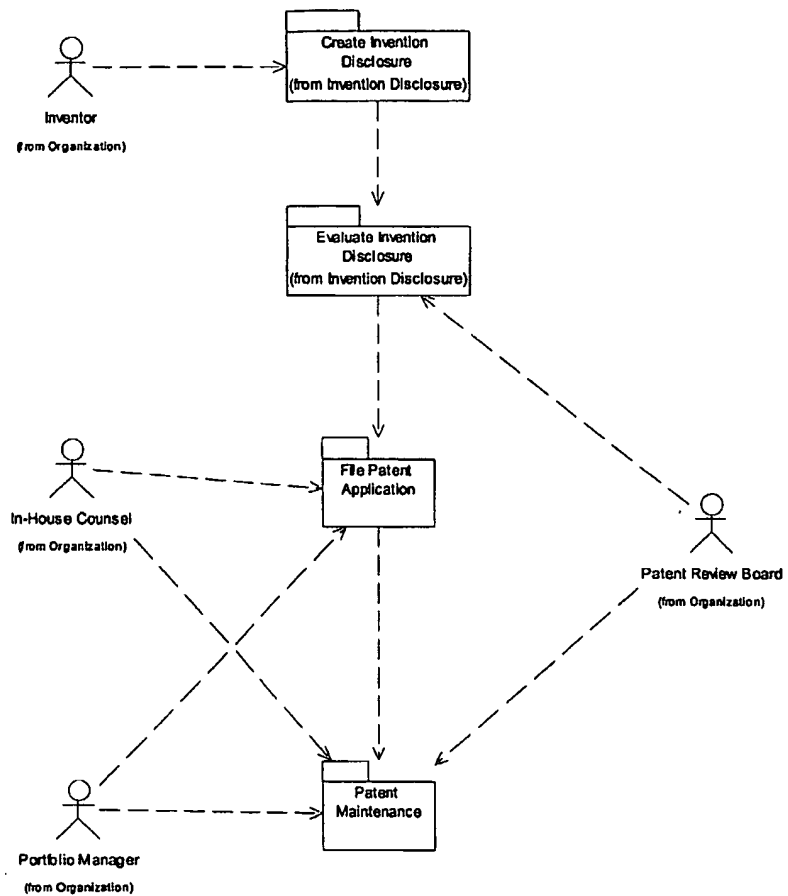 Create Invention
Disclosure
(from Invention Disclosure)
Inventor
(from Organization)
Evaluate Invention
Disclosure
(from Invention Disclosure)
File Patent
Application
In-House Counsel
(from Organization)
Patent Review Board
(from Organization)
Patent
Maintenance
Portfolio Manager
(from Organization)